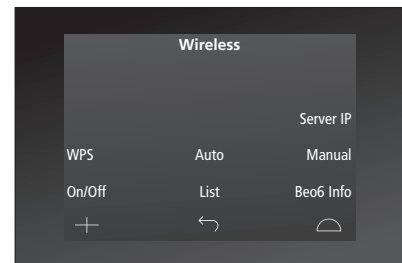 Wireless
Server IP
WPS Auto Manual
On/Off List Beo6 Info